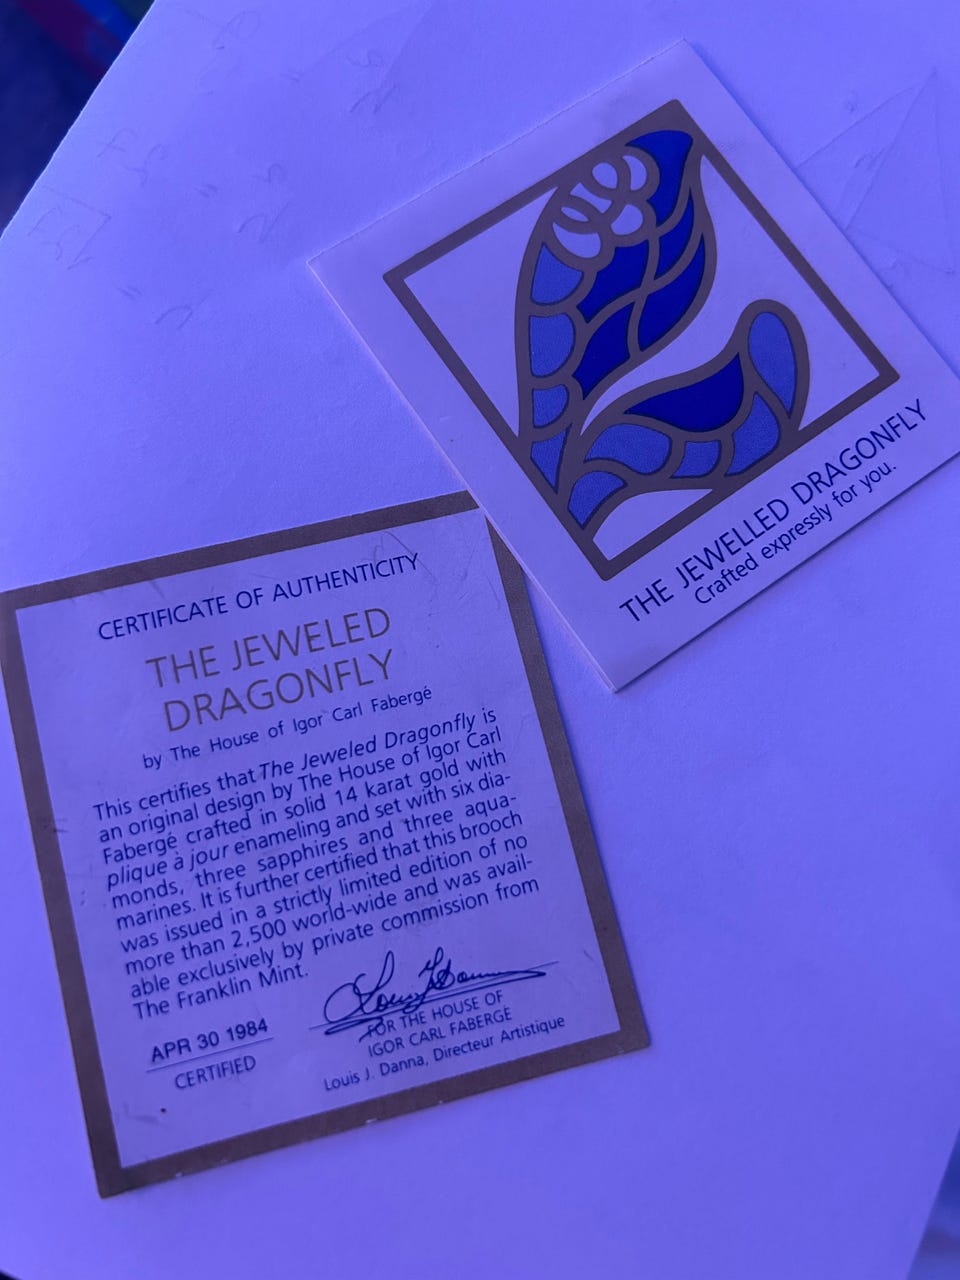 THE JEWELLED DRAGONFLY
Crafted expressly for you.
CERTIFICATE OF AUTHENTICITY
THE JEWELED
DRAGONFLY
by The House of Igor Carl Fabergé
This certifies that The Jeweled Dragonfly is
an original design by The House of Igor Carl
Fabergé crafted in solid 14 karat gold with
plique à jour enameling and set with six dia-
monds, three sapphires and three aqua-
marines. It is further certified that this brooch
was issued in a strictly limited edition of no
more than 2,500 world-wide and was avail-
able exclusively by private commission from
The Franklin Mint.
APR 30 1984
CERTIFIED
FOR THE HOUSE OF
IGOR CARL FABERGÉ
Louis J. Danna, Directeur Artistique